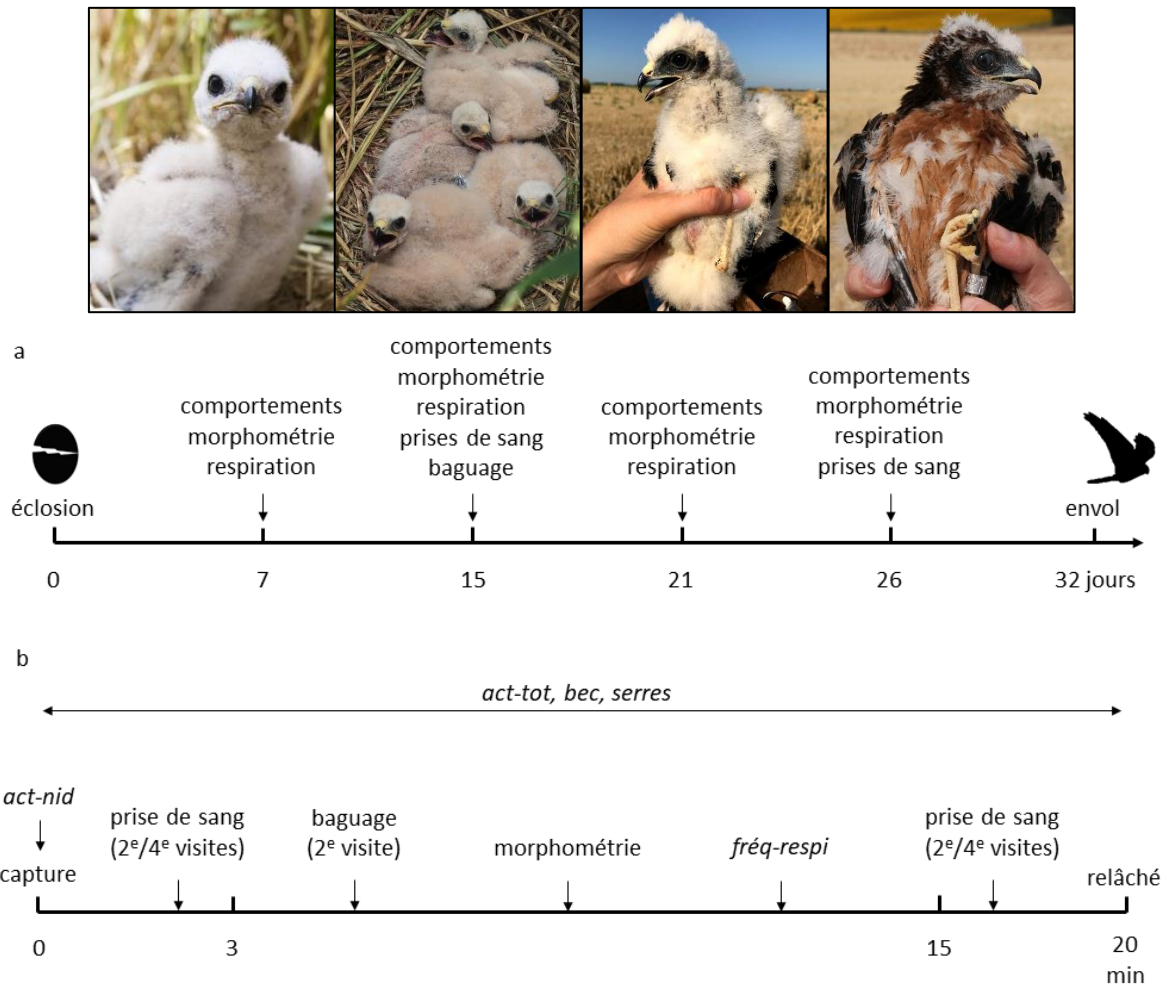 a
comportements
morphométrie
respiration
comportements
morphométrie
respiration
prises de sang
baguage
comportements
morphométrie
respiration
comportements
morphométrie
respiration
prises de sang
éclosion
envol
0
7
15
21
26
32 jours
b
act-tot, bec, serres
act-nid
capture
prise de sang
(2e/4e visites)
baguage
(2e visite)
morphométrie
fréq-respi
prise de sang
(2e/4e visites)
relâché
0
3
15
20
min